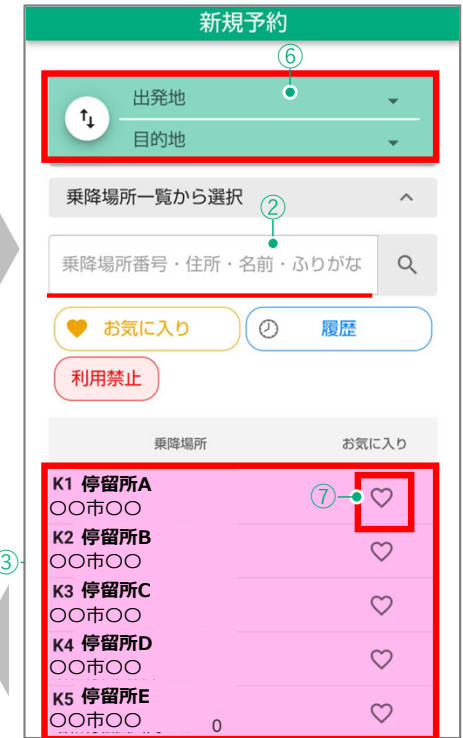 新規予約
⑥
出発地
目的地
乗降場所一覧から選択
②
乗降場所番号・住所・名前・ふりがな
お気に入り
履歴
利用禁止
乗降場所 お気に入り
K1 停留所A
〇〇市〇〇
⑦
K2 停留所B
〇〇市〇〇
③
K3 停留所C
〇〇市〇〇
K4 停留所D
〇〇市〇〇
K5 停留所E
〇〇市〇〇 0